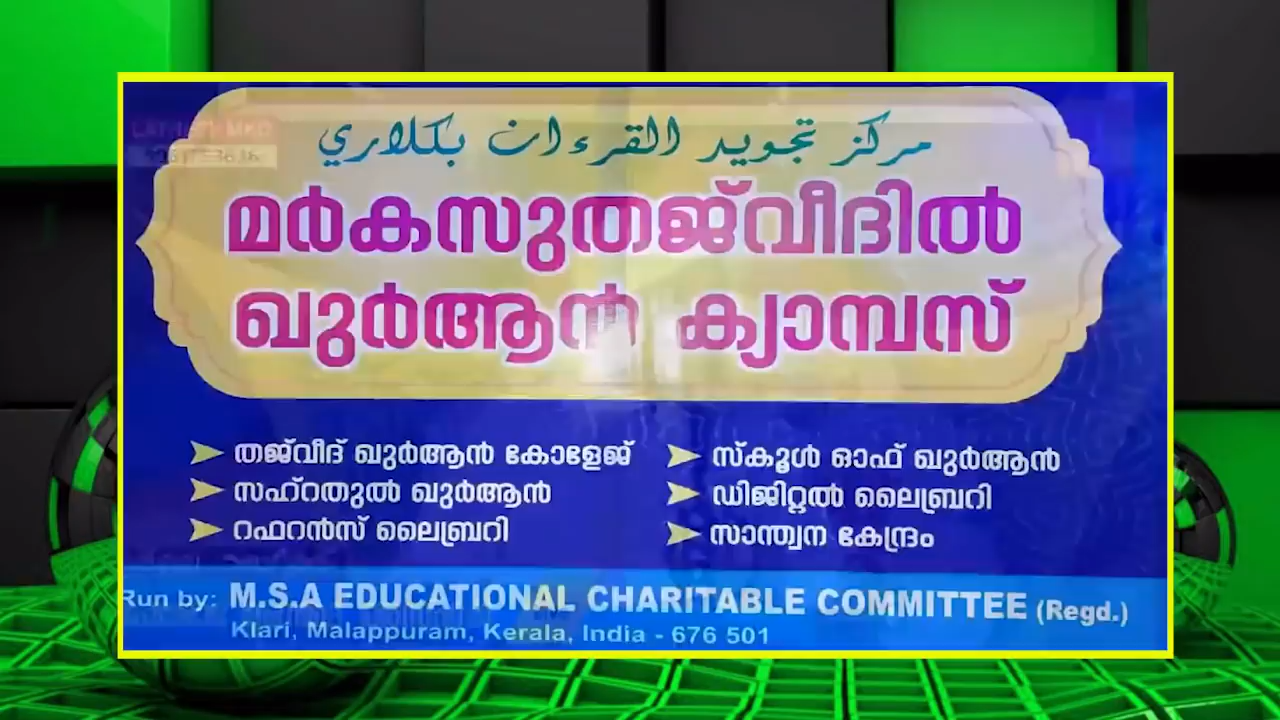 مركز تجويد القرءان بكلاري
മർകസുതജ്‌വീദിൽ
ഖുർആൻ ക്യാമ്പസ്
തജ്‌വീദ് ഖുർആൻ കോളേജ്
സഹ്റതുൽ ഖുർആൻ
റഫറൻസ് ലൈബ്രറി
സ്കൂൾ ഓഫ് ഖുർആൻ
ഡിജിറ്റൽ ലൈബ്രറി
സാന്ത്വന കേന്ദ്രം
Run by: M.S.A EDUCATIONAL CHARITABLE COMMITTEE (Regd.)
Klari, Malappuram, Kerala, India - 676 501